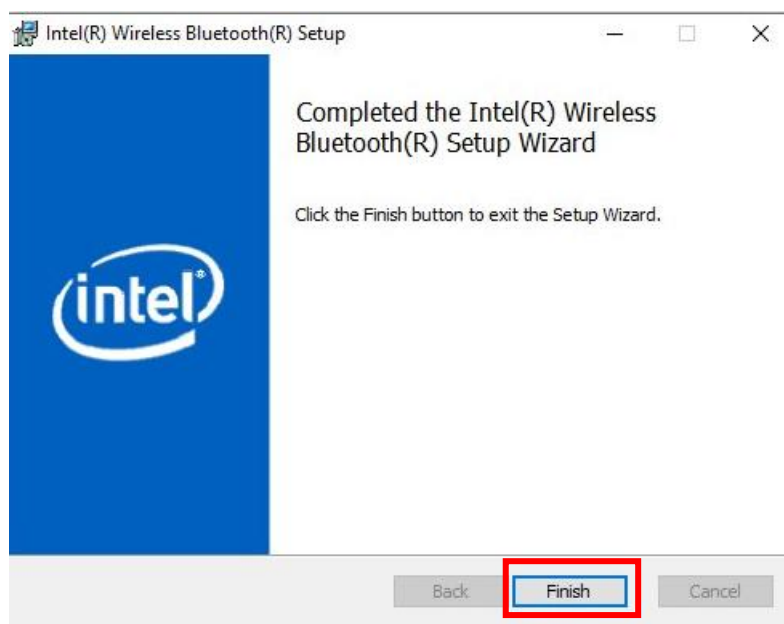 Intel(R) Wireless Bluetooth(R) Setup
Completed the Intel(R) Wireless
Bluetooth(R) Setup Wizard
Click the Finish button to exit the Setup Wizard.
intel®
Back Finish Cancel